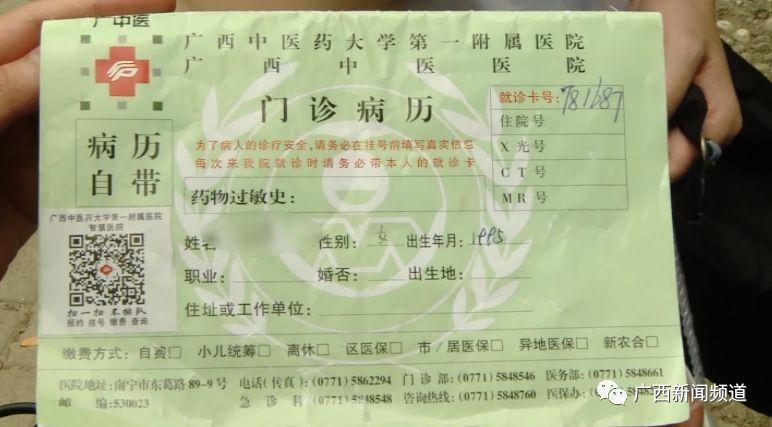 广中医
广西中医药大学第一附属医院
广西中医医院
门诊病历
病历
自带
为了病人的诊疗安全,请务必在挂号前填写真实信息
每次来我院就诊时请务必带本人的就诊卡
就诊卡号:
住院号
X光号
CT号
MR号
药物过敏史:
广西中医药大学第一附属医院
智慧医院
扫一扫 不排队
预约 挂号 缴费 查询
姓名 性别: 女 出生年月: 1995
职业: 婚否: 出生地:
住址或工作单位:
缴费方式: 自费□ 小儿统筹□ 离休□ 区医保□ 市/居医保□ 异地医保□ 新农合□
医院地址:南宁市东葛路89-9号 电话(传真):(0771)5862294 门诊部:(0771)5848546 医务部:(0771)5848661
邮编:530023 急诊科:(0771)5848548 咨询热线:(0771)5848760 医保办:(0771)
广西新闻频道